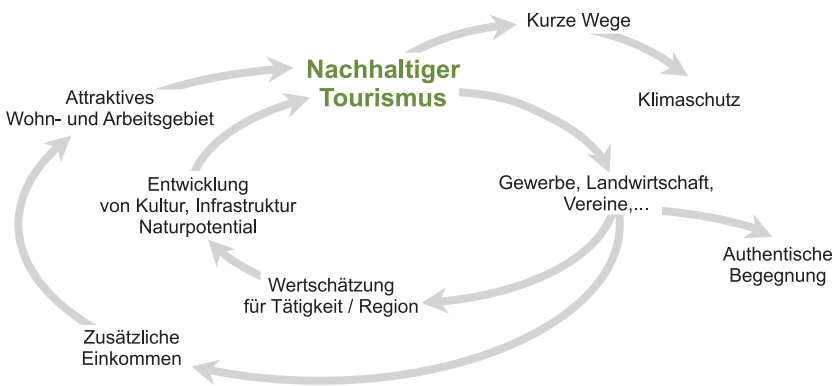 Kurze Wege
Nachhaltiger
Tourismus
Attraktives
Wohn- und Arbeitsgebiet
Klimaschutz
Entwicklung
von Kultur, Infrastruktur
Naturpotential
Gewerbe, Landwirtschaft,
Vereine,...
Authentische
Begegnung
Wertschätzung
für Tätigkeit / Region
Zusätzliche
Einkommen